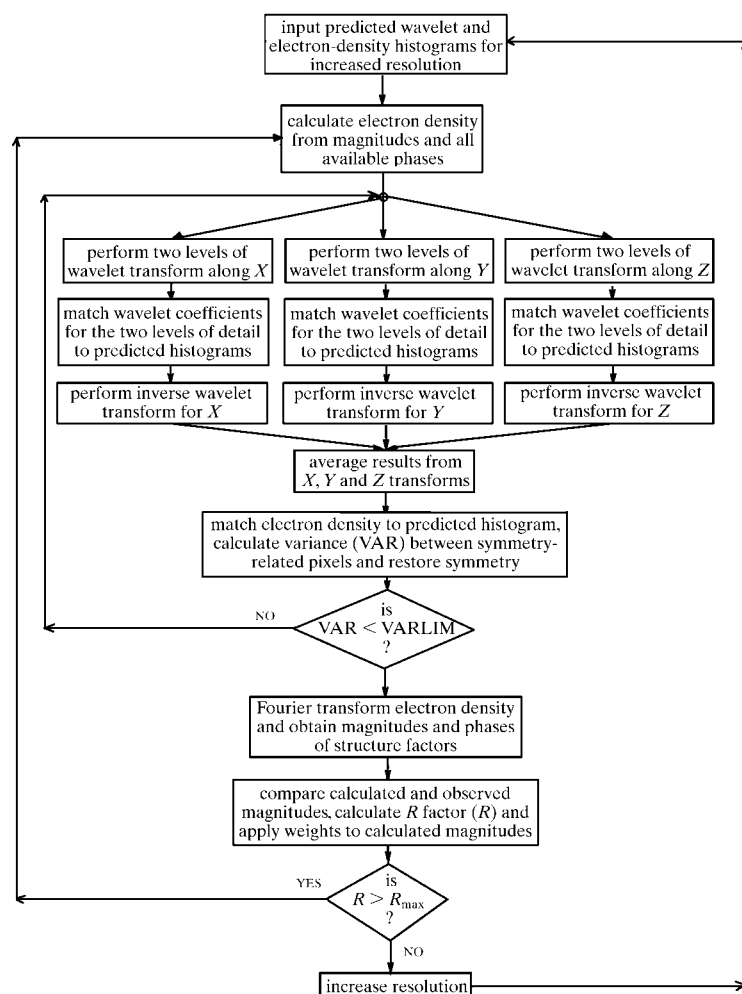 input predicted wavelet and
electron-density histograms for
increased resolution
calculate electron density
from magnitudes and all
available phases
perform two levels of
wavelet transform along X
perform two levels of
wavelet transform along Y
perform two levels of
wavelet transform along Z
match wavelet coefficients
for the two levels of detail
to predicted histograms
match wavelet coefficients
for the two levels of detail
to predicted histograms
match wavelet coefficients
for the two levels of detail
to predicted histograms
perform inverse wavelet
transform for X
perform inverse wavelet
transform for Y
perform inverse wavelet
transform for Z
average results from
X, Y and Z transforms
match electron density to predicted histogram,
calculate variance (VAR) between symmetry-
related pixels and restore symmetry
NO
is
VAR < VARLIM
?
Fourier transform electron density
and obtain magnitudes and phases
of structure factors
compare calculated and observed
magnitudes, calculate R factor (R) and
apply weights to calculated magnitudes
YES
is
R > Rmax
?
NO
increase resolution